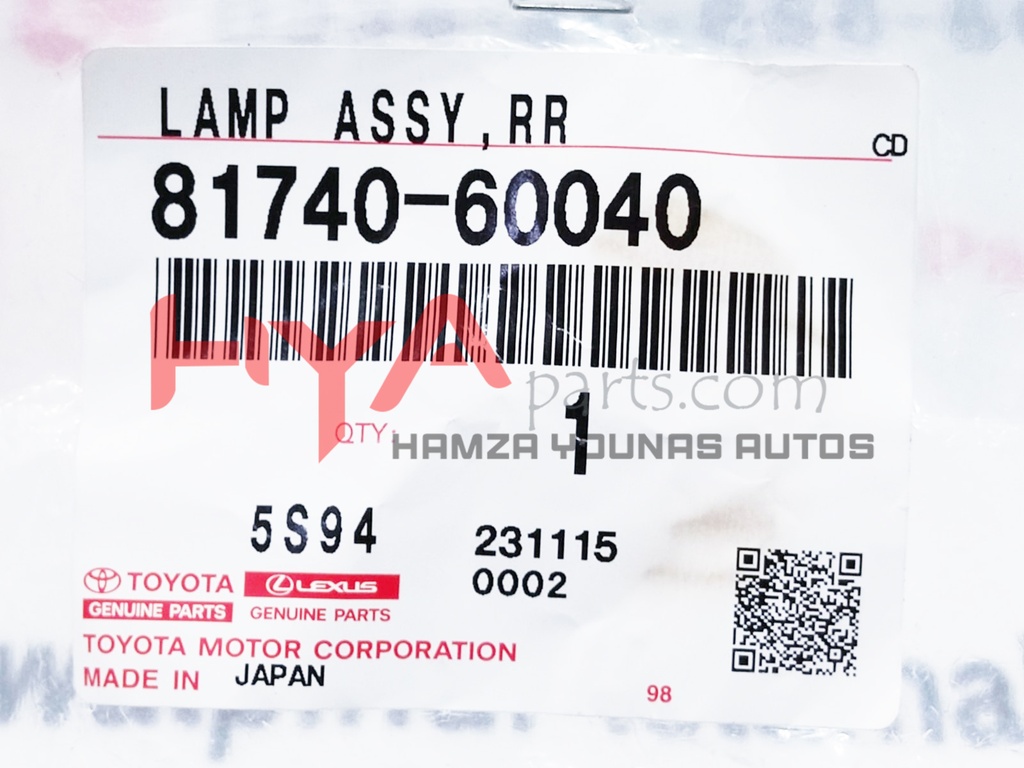 LAMP ASSY,RR
CD
81740-60040
HYA parts.com
QTY: 1
HAMZA YOUNAS AUTOS
5S94
231115
0002
TOYOTA
GENUINE PARTS
LEXUS
GENUINE PARTS
TOYOTA MOTOR CORPORATION
MADE IN JAPAN
98